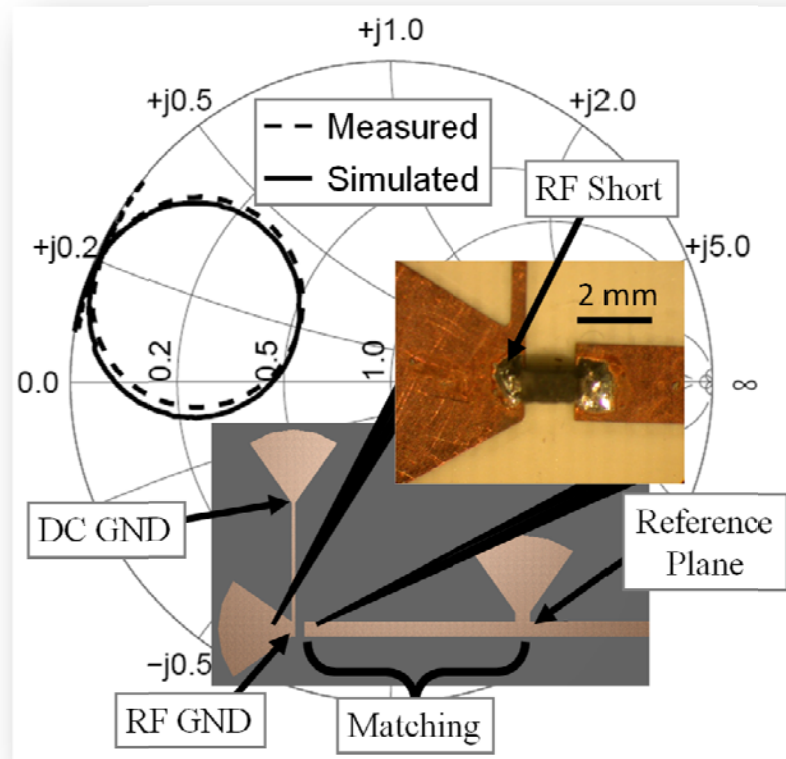 +j1.0
+j0.5
+j2.0
Measured
Simulated
RF Short
+j0.2
+j5.0
2 mm
0.0
0.2
0.5
1.0
∞
DC GND
Reference
Plane
−j0.5
RF GND
Matching